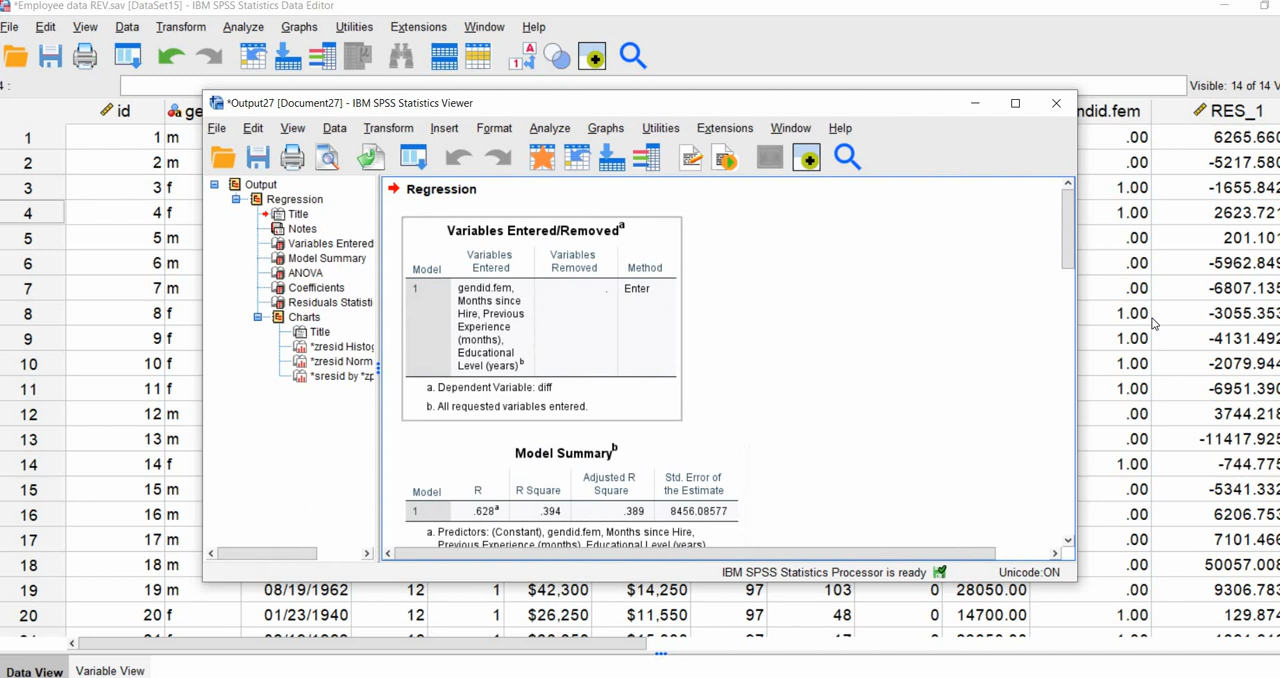 *Employee data REV.sav [DataSet15] - IBM SPSS Statistics Data Editor
File Edit View Data Transform Analyze Graphs Utilities Extensions Window Help
4 : Visible: 14 of 14 V
id ge ndid.fem RES_1
1 1 m .00 6265.660
2 2 m .00 -5217.580
3 3 f 1.00 -1655.842
4 4 f 1.00 2623.721
5 5 m .00 201.101
6 6 m .00 -5962.849
7 7 m .00 -6807.135
8 8 f 1.00 -3055.353
9 9 f 1.00 -4131.492
10 10 f 1.00 -2079.944
11 11 f 1.00 -6951.390
12 12 m .00 3744.218
13 13 m .00 -11417.925
14 14 f 1.00 -744.775
15 15 m .00 -5341.332
16 16 m .00 6206.753
17 17 m .00 7101.466
18 18 m .00 50057.008
19 19 m 08/19/1962 12 1 $42,300 $14,250 97 103 0 28050.00 .00 9306.783
20 20 f 01/23/1940 12 1 $26,250 $11,550 97 48 0 14700.00 1.00 129.874
Data View Variable View
*Output27 [Document27] - IBM SPSS Statistics Viewer
File Edit View Data Transform Insert Format Analyze Graphs Utilities Extensions Window Help
Output
Regression
Title
Notes
Variables Entered
Model Summary
ANOVA
Coefficients
Residuals Statisti
Charts
Title
*zresid Histog
*zresid Norm
*sresid by *zp
Regression
Variables Entered/Removedᵃ
Model Variables Entered Variables Removed Method
1 gendid.fem, . Enter
Months since
Hire, Previous
Experience
(months),
Educational
Level (years)ᵇ
a. Dependent Variable: diff
b. All requested variables entered.
Model Summaryᵇ
Model R R Square Adjusted R Square Std. Error of the Estimate
1 .628ᵃ .394 .389 8456.08577
a. Predictors: (Constant), gendid.fem, Months since Hire,
Previous Experience (months), Educational Level (years)
IBM SPSS Statistics Processor is ready Unicode:ON